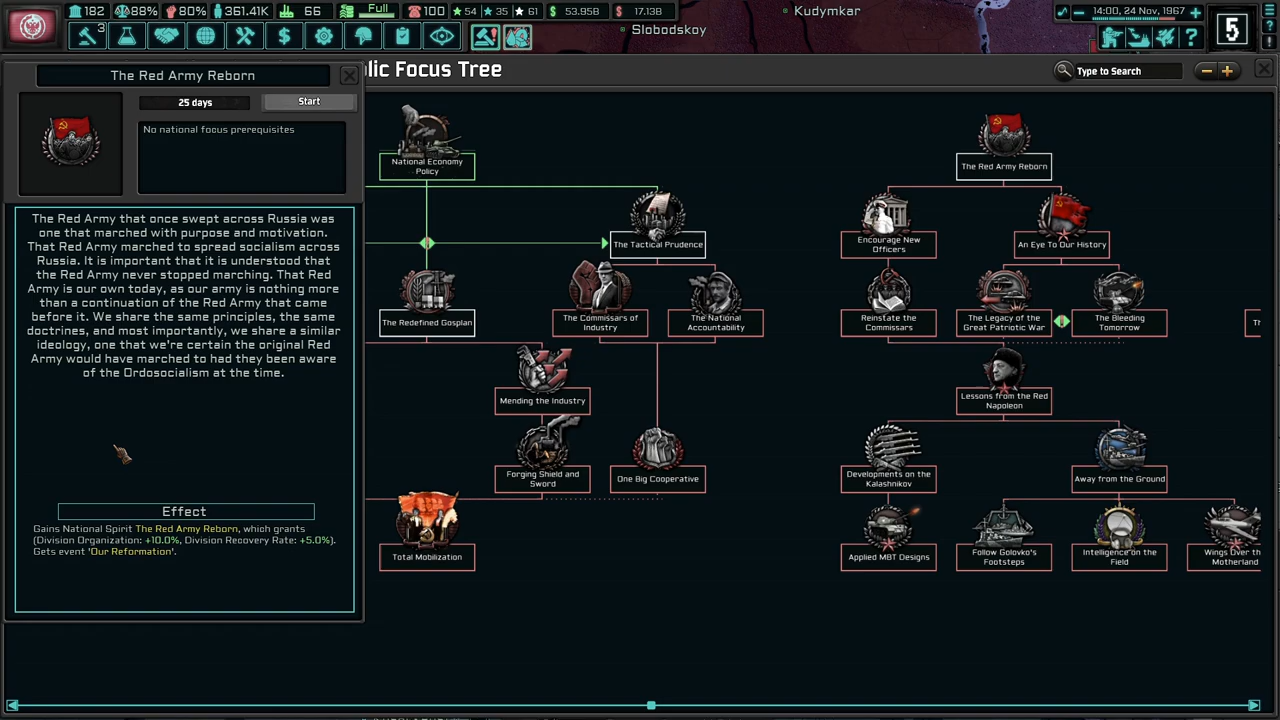 182 88% 80% 361.41K 66 Full 100 54 35 61 $ 53.95B $ 17.13B
Kudymkar
14:00, 24 Nov, 1967
5
3
Slobodskoy
The Red Army Reborn
lic Focus Tree
Type to Search
25 days
Start
No national focus prerequisites
The Red Army that once swept across Russia was
one that marched with purpose and motivation.
That Red Army marched to spread socialism across
Russia. It is important that it is understood that
the Red Army never stopped marching. That Red
Army is our own today, as our army is nothing more
than a continuation of the Red Army that came
before it. We share the same principles, the same
doctrines, and most importantly, we share a similar
ideology, one that we're certain the original Red
Army would have marched to had they been aware
of the Ordosocialism at the time.
Effect
Gains National Spirit The Red Army Reborn, which grants
(Division Organization: +10.0%, Division Recovery Rate: +5.0%).
Gets event 'Our Reformation'.
National Economy
Policy
The Red Army Reborn
The Tactical Prudence
Encourage New
Officers
An Eye To Our History
The Redefined Gosplan
The Commissars of
Industry
The National
Accountability
Reinstate the
Commissars
The Legacy of the
Great Patriotic War
The Bleeding
Tomorrow
Th
Mending the Industry
Lessons from the Red
Napoleon
Forging Shield and
Sword
One Big Cooperative
Developments on the
Kalashnikov
Away from the Ground
Total Mobilization
Applied MBT Designs
Follow Golovko's
Footsteps
Intelligence on the
Field
Wings Over th
Motherland